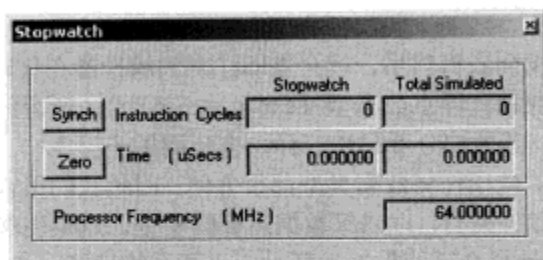 Stopwatch
Stopwatch Total Simulated
Synch Instruction Cycles 0 0
Zero Time (uSecs) 0.000000 0.000000
Processor Frequency (MHz) 64.000000